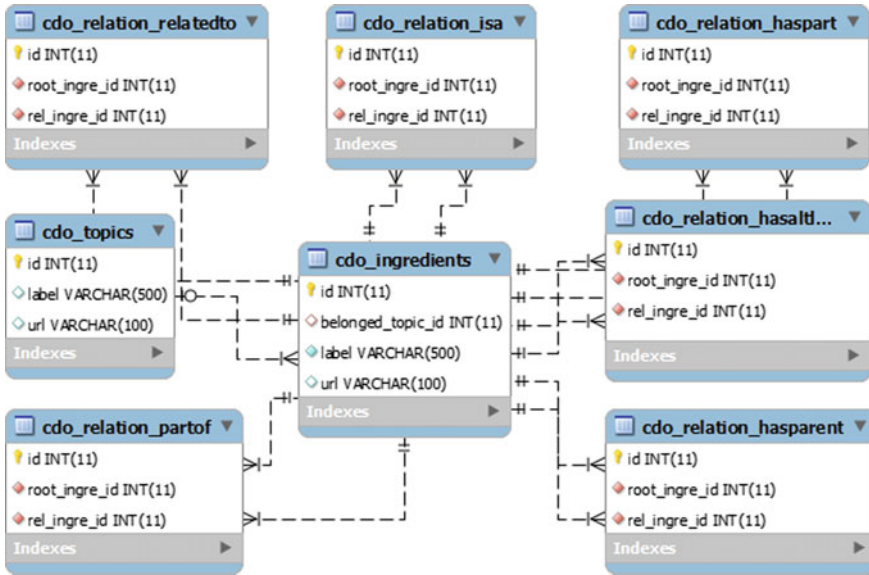 cdo_relation_relatedto
id INT(11)
root_ingre_id INT(11)
rel_ingre_id INT(11)
Indexes
cdo_relation_isa
id INT(11)
root_ingre_id INT(11)
rel_ingre_id INT(11)
Indexes
cdo_relation_haspart
id INT(11)
root_ingre_id INT(11)
rel_ingre_id INT(11)
Indexes
cdo_topics
id INT(11)
label VARCHAR(500)
url VARCHAR(100)
Indexes
cdo_ingredients
id INT(11)
belonged_topic_id INT(11)
label VARCHAR(500)
url VARCHAR(100)
Indexes
cdo_relation_hasaltl...
id INT(11)
root_ingre_id INT(11)
rel_ingre_id INT(11)
Indexes
cdo_relation_partof
id INT(11)
root_ingre_id INT(11)
rel_ingre_id INT(11)
Indexes
cdo_relation_hasparent
id INT(11)
root_ingre_id INT(11)
rel_ingre_id INT(11)
Indexes